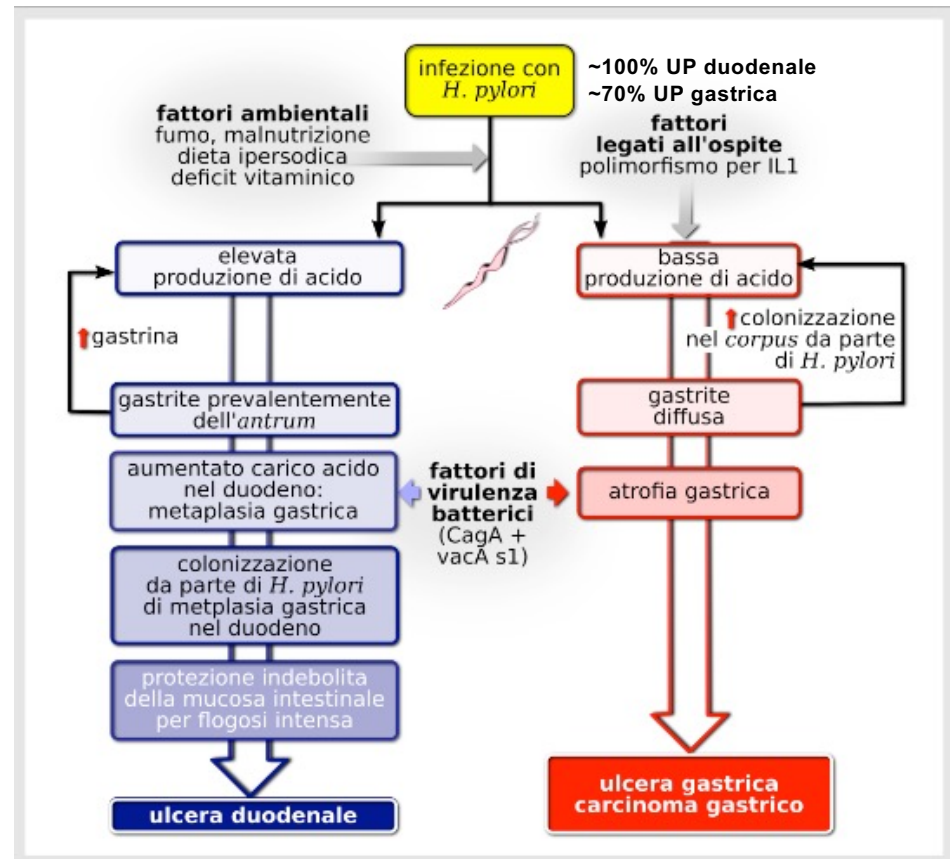 infezione con
H. pylori
~100% UP duodenale
~70% UP gastrica
fattori ambientali
fumo, malnutrizione
dieta ipersodica
deficit vitaminico
fattori
legati all'ospite
polimorfismo per IL1
elevata
produzione di acido
bassa
produzione di acido
gastrina
colonizzazione
nel corpus da parte
di H. pylori
gastrite prevalentemente
dell'antrum
gastrite
diffusa
aumentato carico acido
nel duodeno:
metaplasia gastrica
fattori di
virulenza
batterici
(CagA +
vacA s1)
atrofia gastrica
colonizzazione
da parte di H. pylori
di metplasia gastrica
nel duodeno
protezione indebolita
della mucosa intestinale
per flogosi intensa
ulcera duodenale
ulcera gastrica
carcinoma gastrico